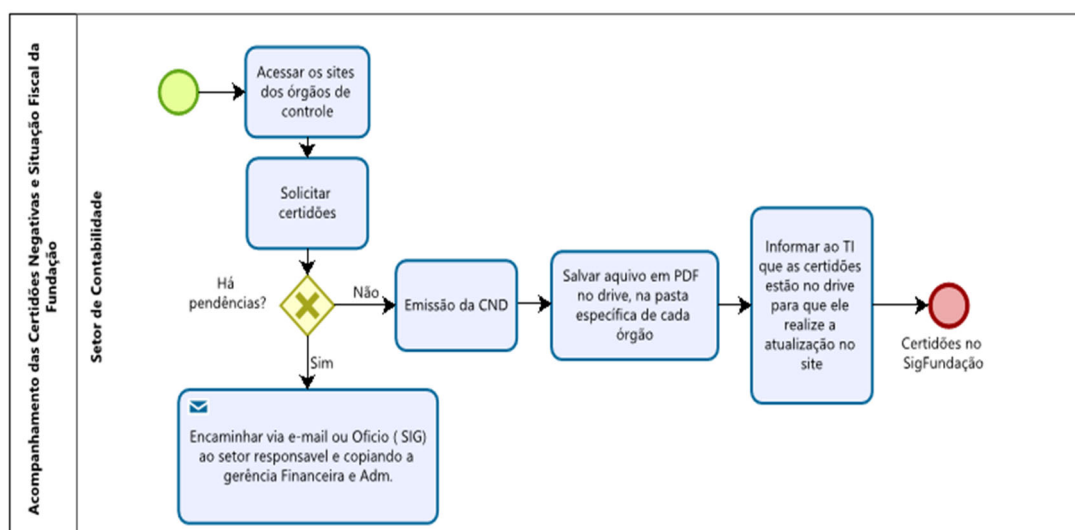 Acompanhamento das Certidões Negativas e Situação Fiscal da
Fundação
Setor de Contabilidade
Acessar os sites
dos órgãos de
controle
Solicitar
certidões
Há
pendências?
Não
Sim
Emissão da CND
Salvar aquivo em PDF
no drive, na pasta
específica de cada
órgão
Informar ao TI
que as certidões
estão no drive
para que ele
realize a
atualização no
site
Certidões no
SigFundação
Encaminhar via e-mail ou Oficio ( SIG)
ao setor responsavel e copiando a
gerência Financeira e Adm.